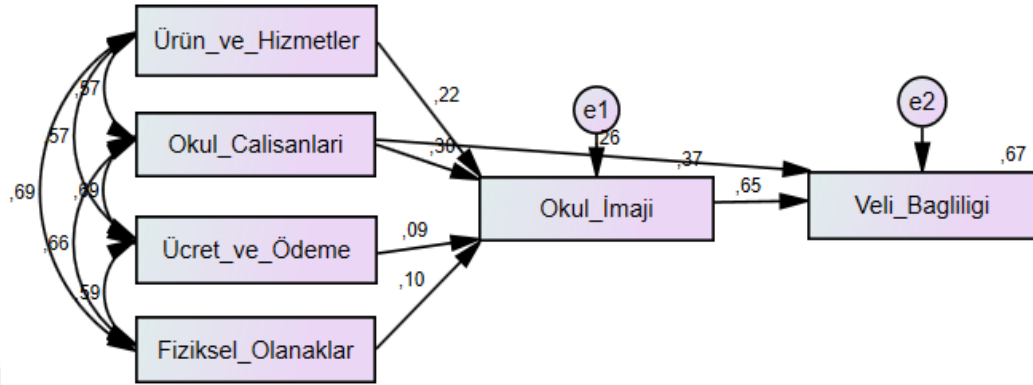 Ürün_ve_Hizmetler
,57
,22
e1
e2
Okul_Calisanlari
,57
,30
,26
,37
,67
,69
,69
Okul_İmaji
,65
Veli_Bagliligi
,66
Ücret_ve_Ödeme
,09
,59
,10
Fiziksel_Olanaklar